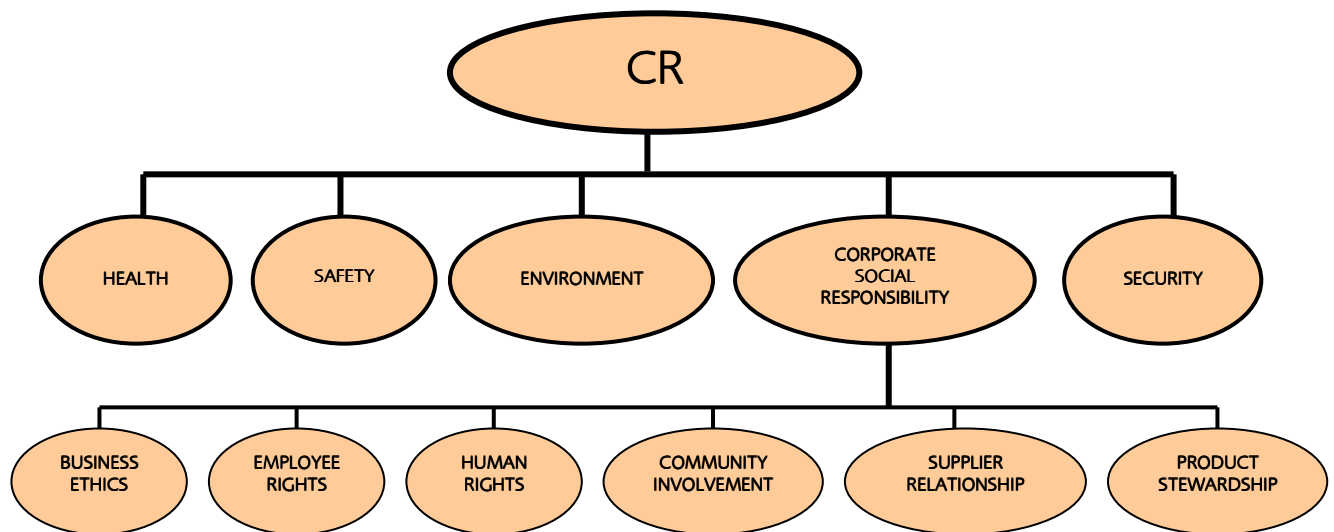 CR
HEALTH
SAFETY
ENVIRONMENT
CORPORATE
SOCIAL
RESPONSIBILITY
SECURITY
BUSINESS
ETHICS
EMPLOYEE
RIGHTS
HUMAN
RIGHTS
COMMUNITY
INVOLVEMENT
SUPPLIER
RELATIONSHIP
PRODUCT
STEWARDSHIP